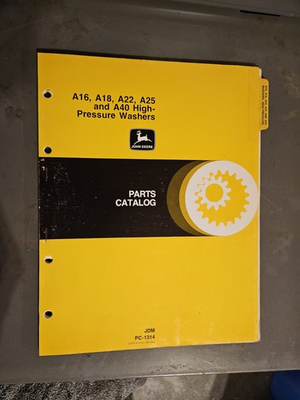 A16, A18, A22, A25
and A40 High-
Pressure Washers
JOHN DEERE
PARTS
CATALOG
JDM
PC-1314